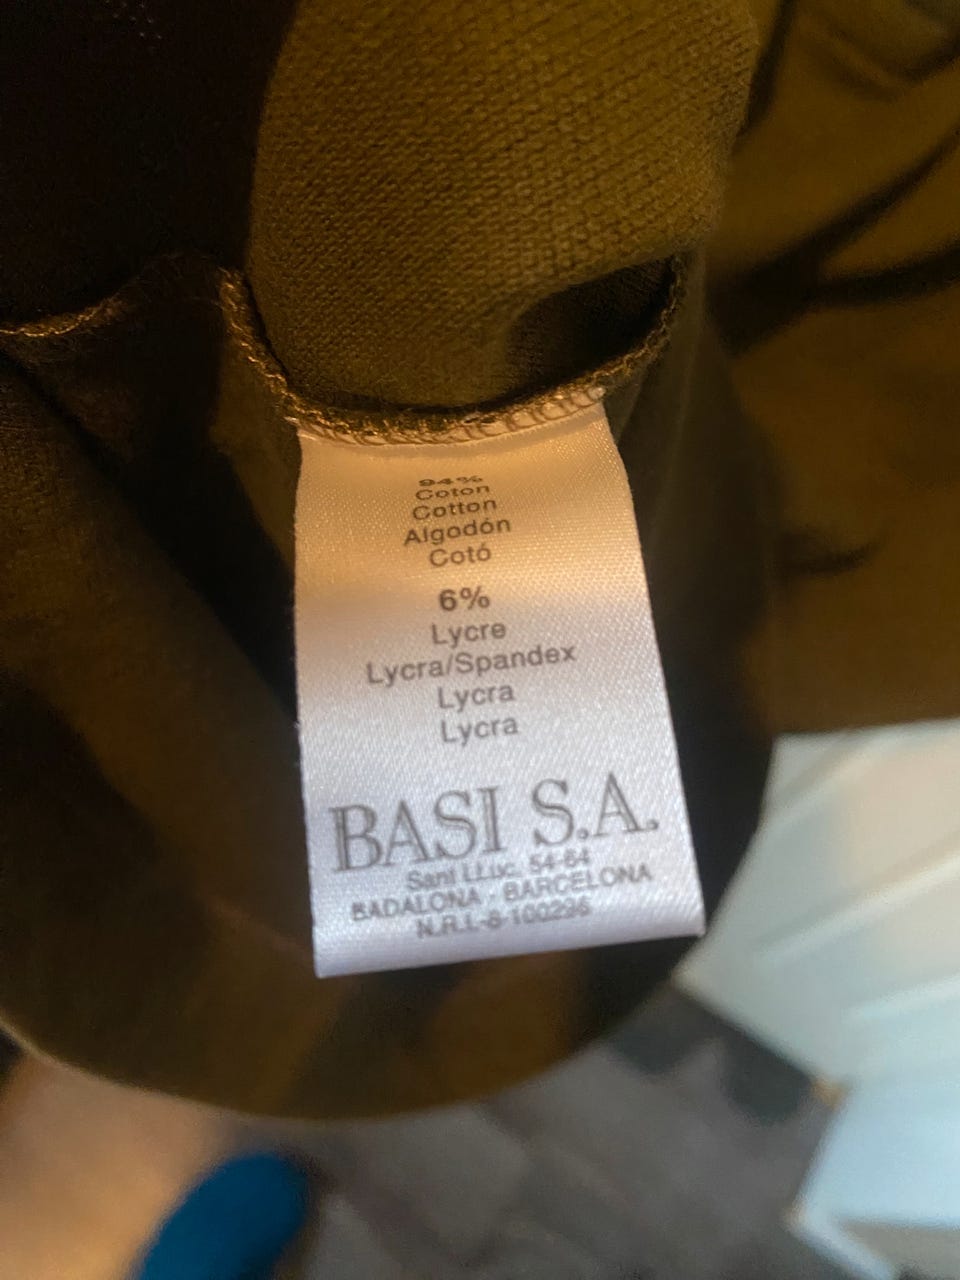 94%
Coton
Cotton
Algodón
Cotó
6%
Lycre
Lycra/Spandex
Lycra
Lycra
BASI S.A.
Sant LLuc, 54-64
BADALONA - BARCELONA
N.R.I.-8-100296